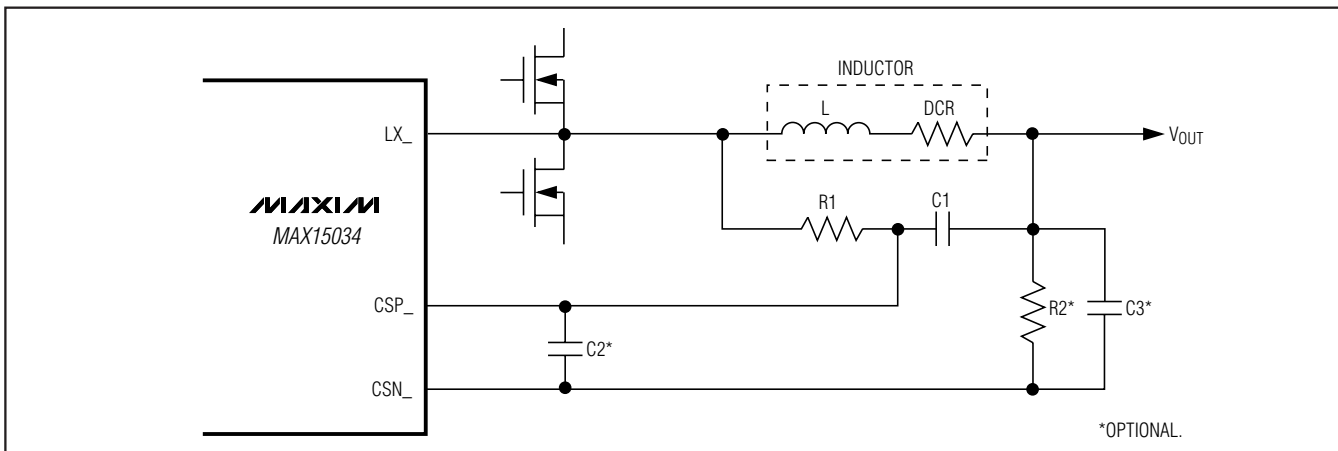 INDUCTOR
L
DCR
LX_
VOUT
R1
C1
MAXIM
MAX15034
CSP_
R2*
C3*
C2*
CSN_
*OPTIONAL.